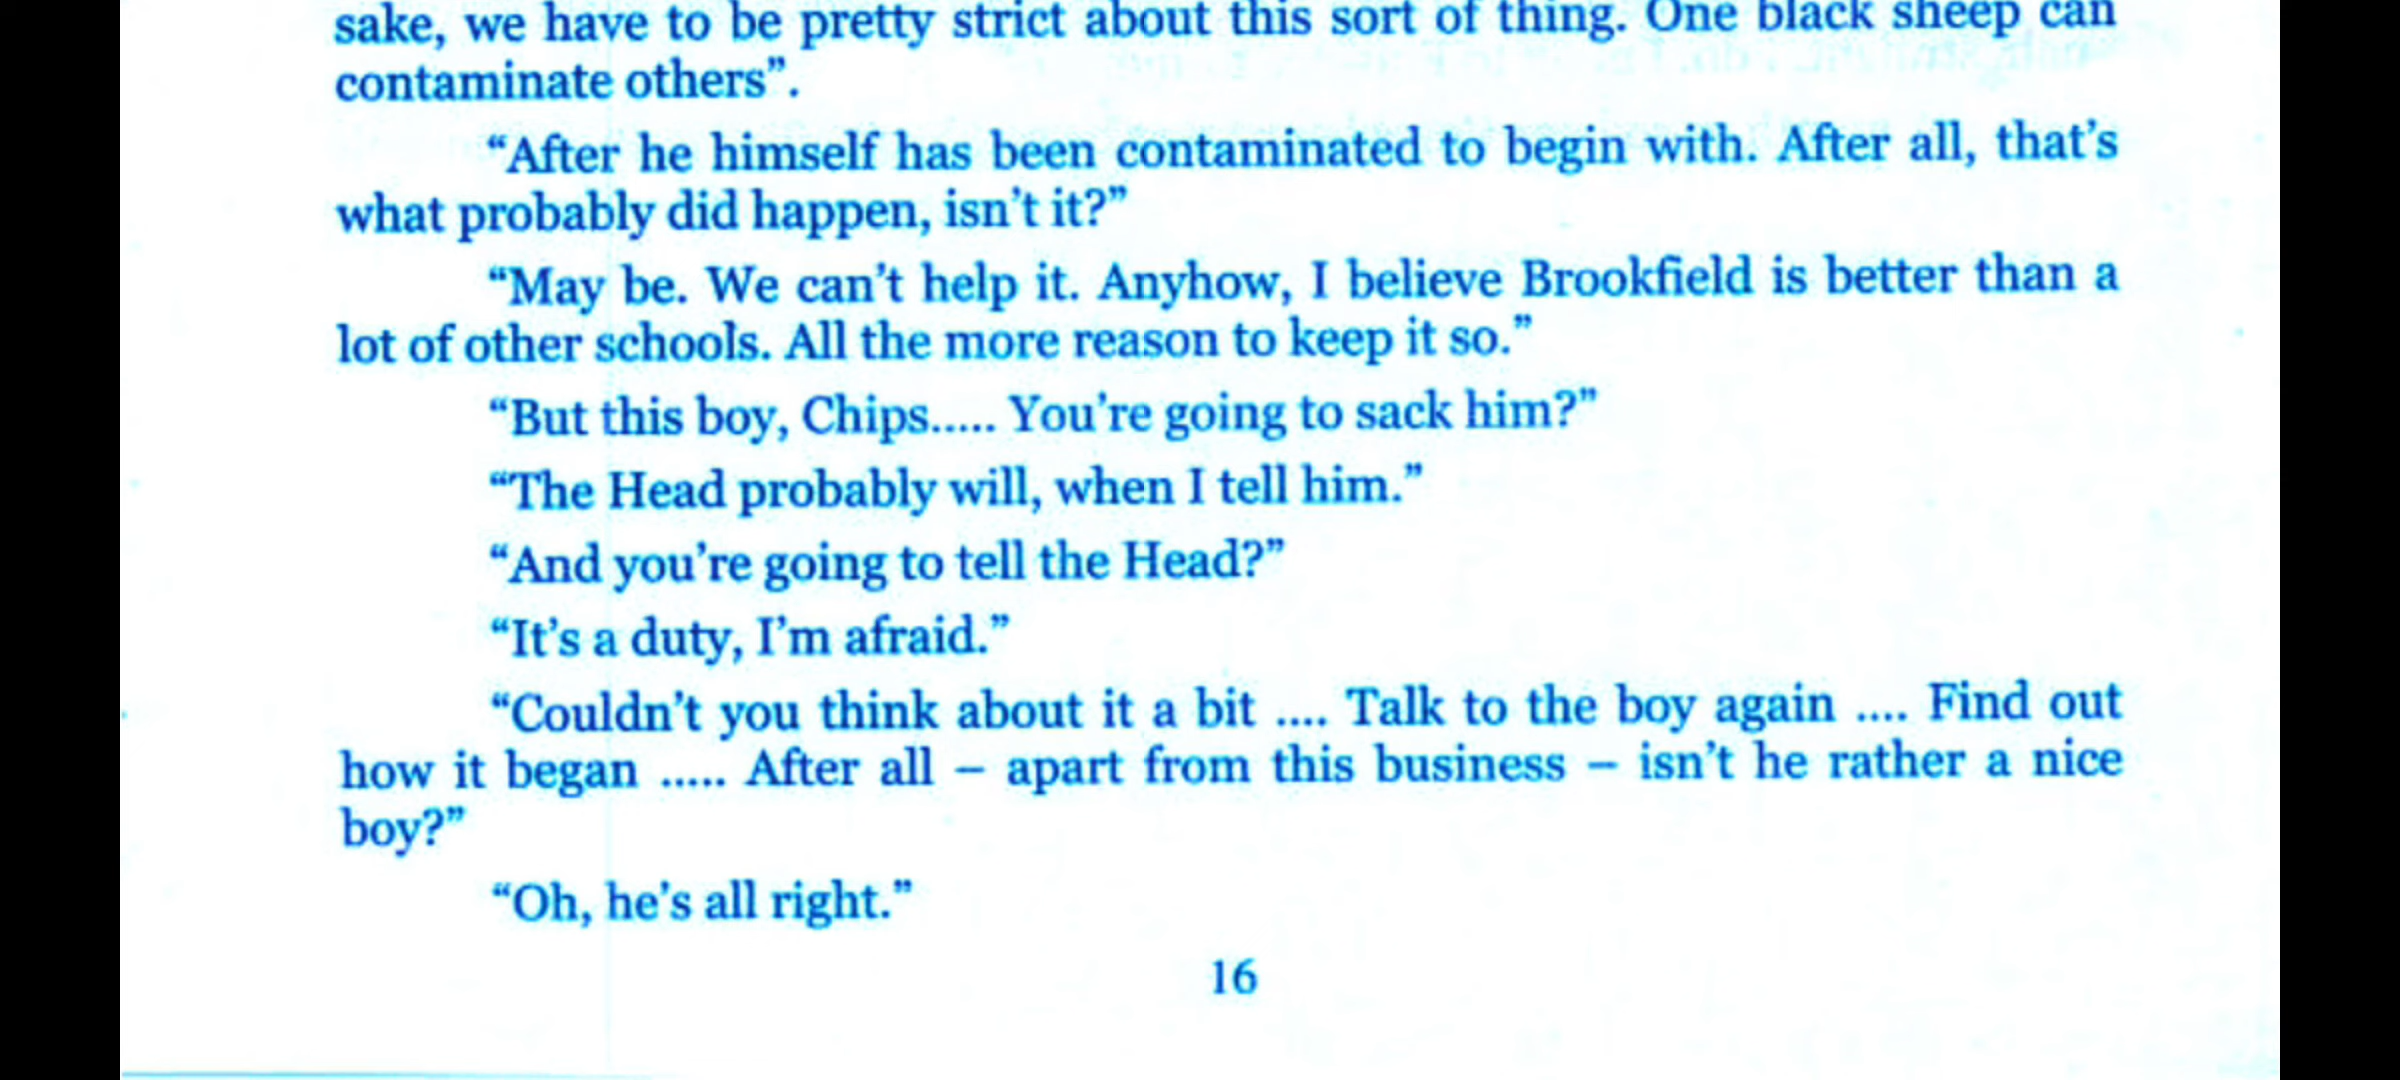 sake, we have to be pretty strict about this sort of thing. One black sheep can
contaminate others”.
“After he himself has been contaminated to begin with. After all, that’s
what probably did happen, isn’t it?”
“May be. We can’t help it. Anyhow, I believe Brookfield is better than a
lot of other schools. All the more reason to keep it so.”
“But this boy, Chips..... You’re going to sack him?”
“The Head probably will, when I tell him.”
“And you’re going to tell the Head?”
“It’s a duty, I’m afraid.”
“Couldn’t you think about it a bit .... Talk to the boy again .... Find out
how it began ..... After all – apart from this business – isn’t he rather a nice
boy?”
“Oh, he’s all right.”
16